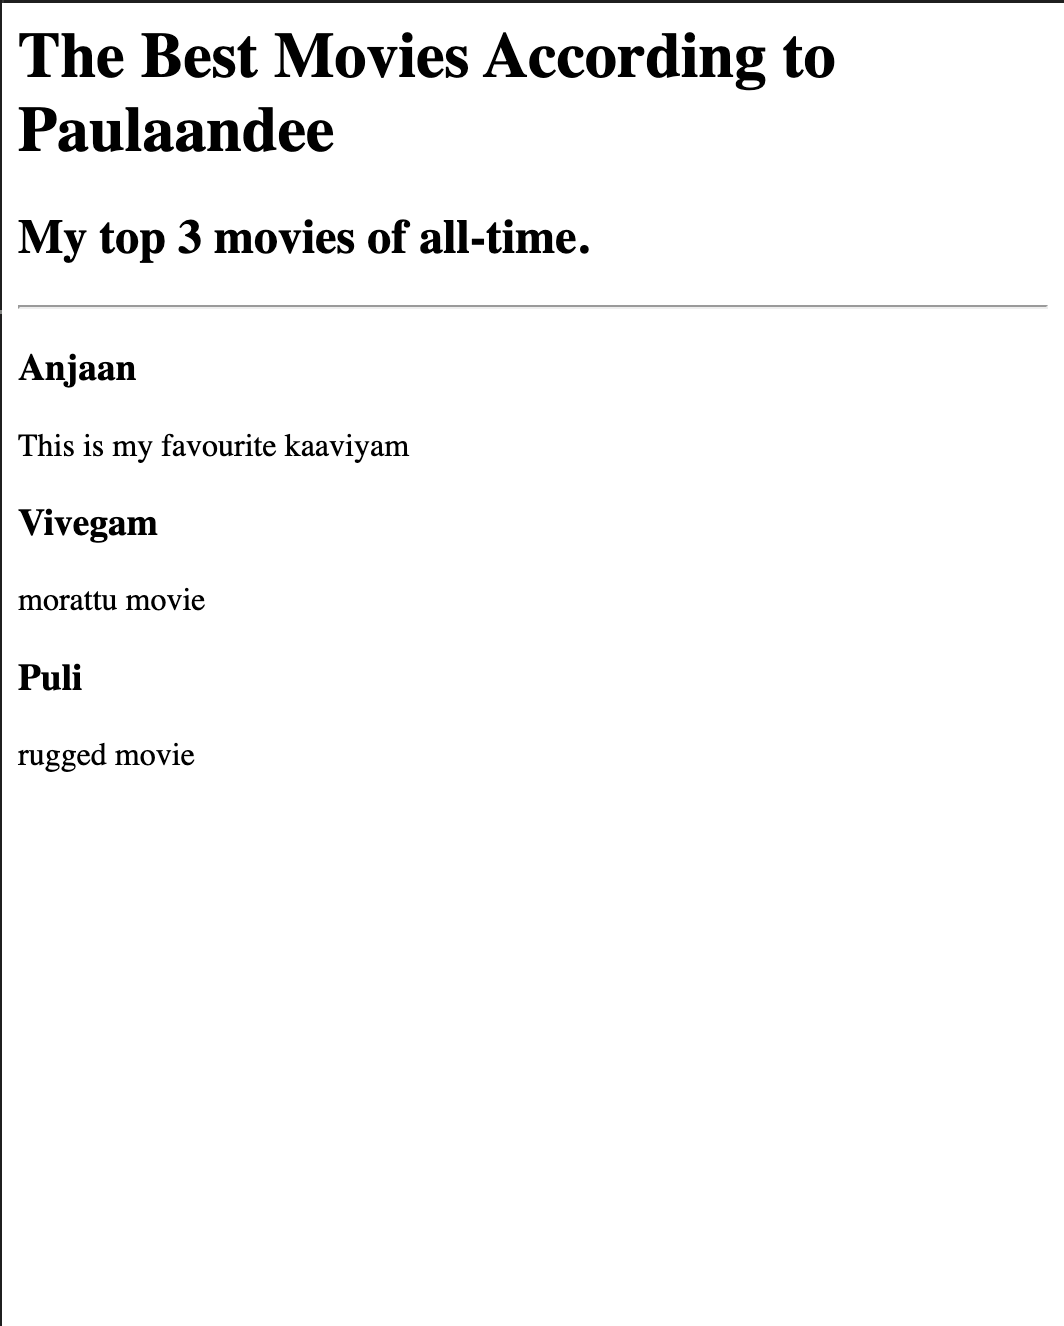 The Best Movies According to
Paulaandee
My top 3 movies of all-time.
Anjaan
This is my favourite kaaviyam
Vivegam
morattu movie
Puli
rugged movie